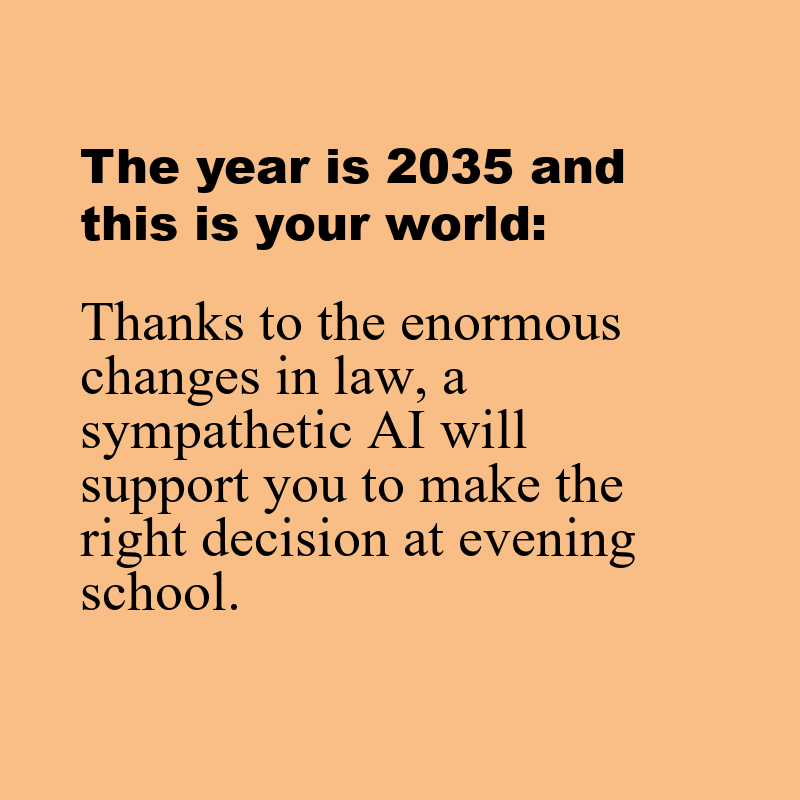 The year is 2035 and
this is your world:
Thanks to the enormous
changes in law, a
sympathetic AI will
support you to make the
right decision at evening
school.